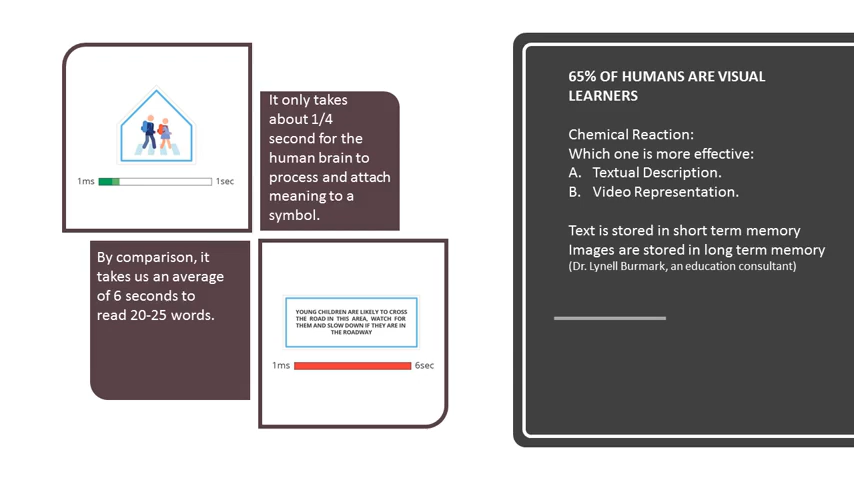 1ms 1sec
It only takes
about 1/4
second for the
human brain to
process and attach
meaning to a
symbol.
By comparison, it
takes us an average
of 6 seconds to
read 20-25 words.
YOUNG CHILDREN ARE LIKELY TO CROSS
THE ROAD IN THIS AREA, WATCH FOR
THEM AND SLOW DOWN IF THEY ARE IN
THE ROADWAY
1ms 6sec
65% OF HUMANS ARE VISUAL
LEARNERS
Chemical Reaction:
Which one is more effective:
A. Textual Description.
B. Video Representation.
Text is stored in short term memory
Images are stored in long term memory
(Dr. Lynell Burmark, an education consultant)